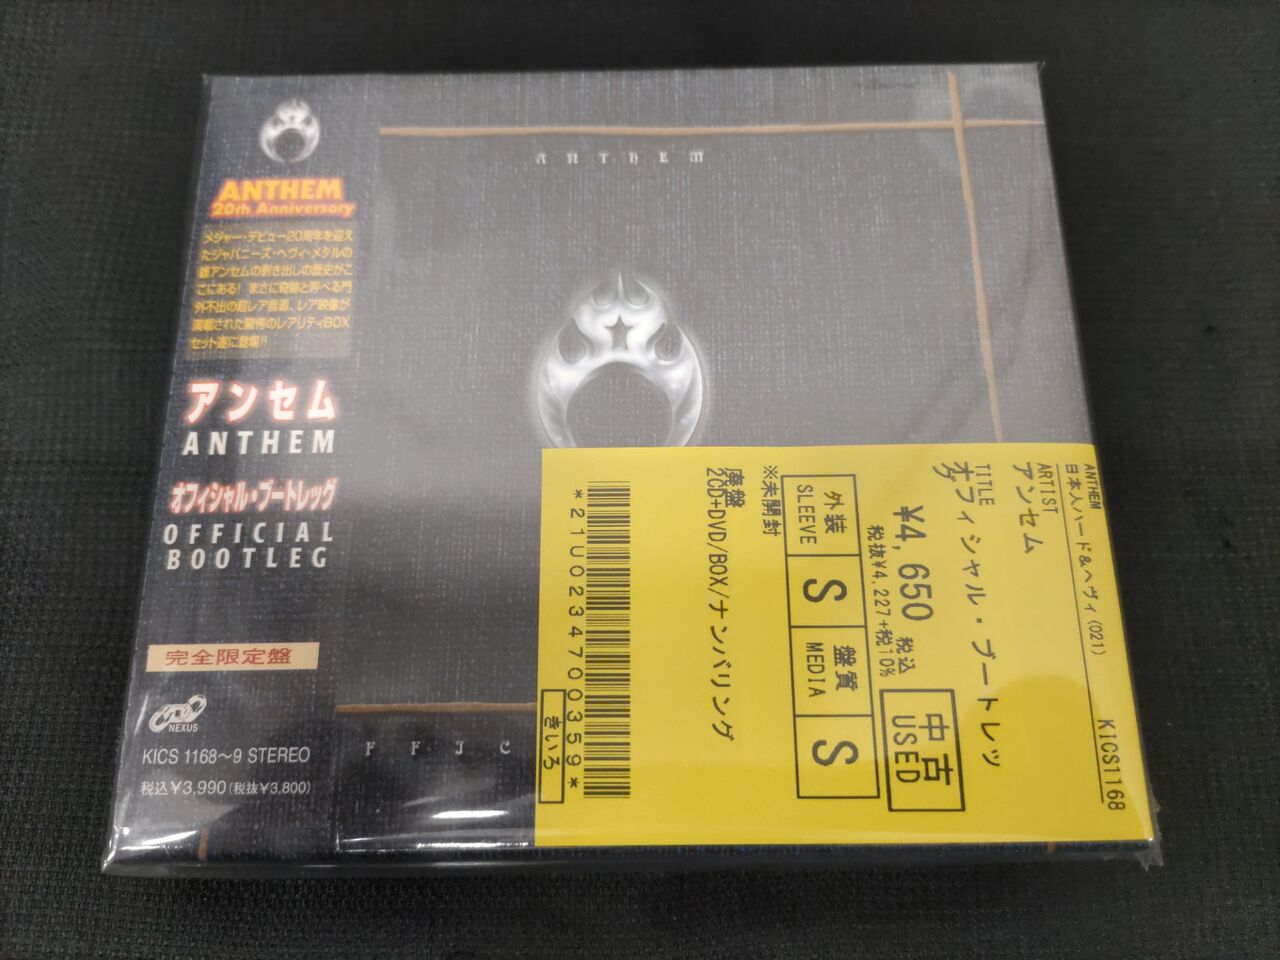 ANTHEM
20th Anniversary
メジャー・デビュー20周年を迎え
たジャパニーズ・ヘヴィ・メタルの
雄アンセムの剥き出しの歴史がこ
こにある! まさに奇跡と呼べる門
外不出の超レア音源、レア映像が
満載された驚愕のレアリティBOX
セット遂に登場!!
アンセム
ANTHEM
オフィシャル・ブートレッグ
OFFICIAL
BOOTLEG
完全限定盤
NEXUS
KICS 1168～9 STEREO
税込¥3,990(税抜¥3,800)
ANTHEM
F F I C
ANTHEM
日本人ハード&ヘヴィ(021)
KICS1168
ARTIST
アンセム
TITLE
オフィシャル・ブートレッ
グ
¥4,650 税込
税抜¥4,227+税10%
中古
USED
外装
SLEEVE
S
盤質
MEDIA
S
※未開封
廃盤
2CD+DVD/BOX/ナンバリング
*21U0234700359*
きいろ